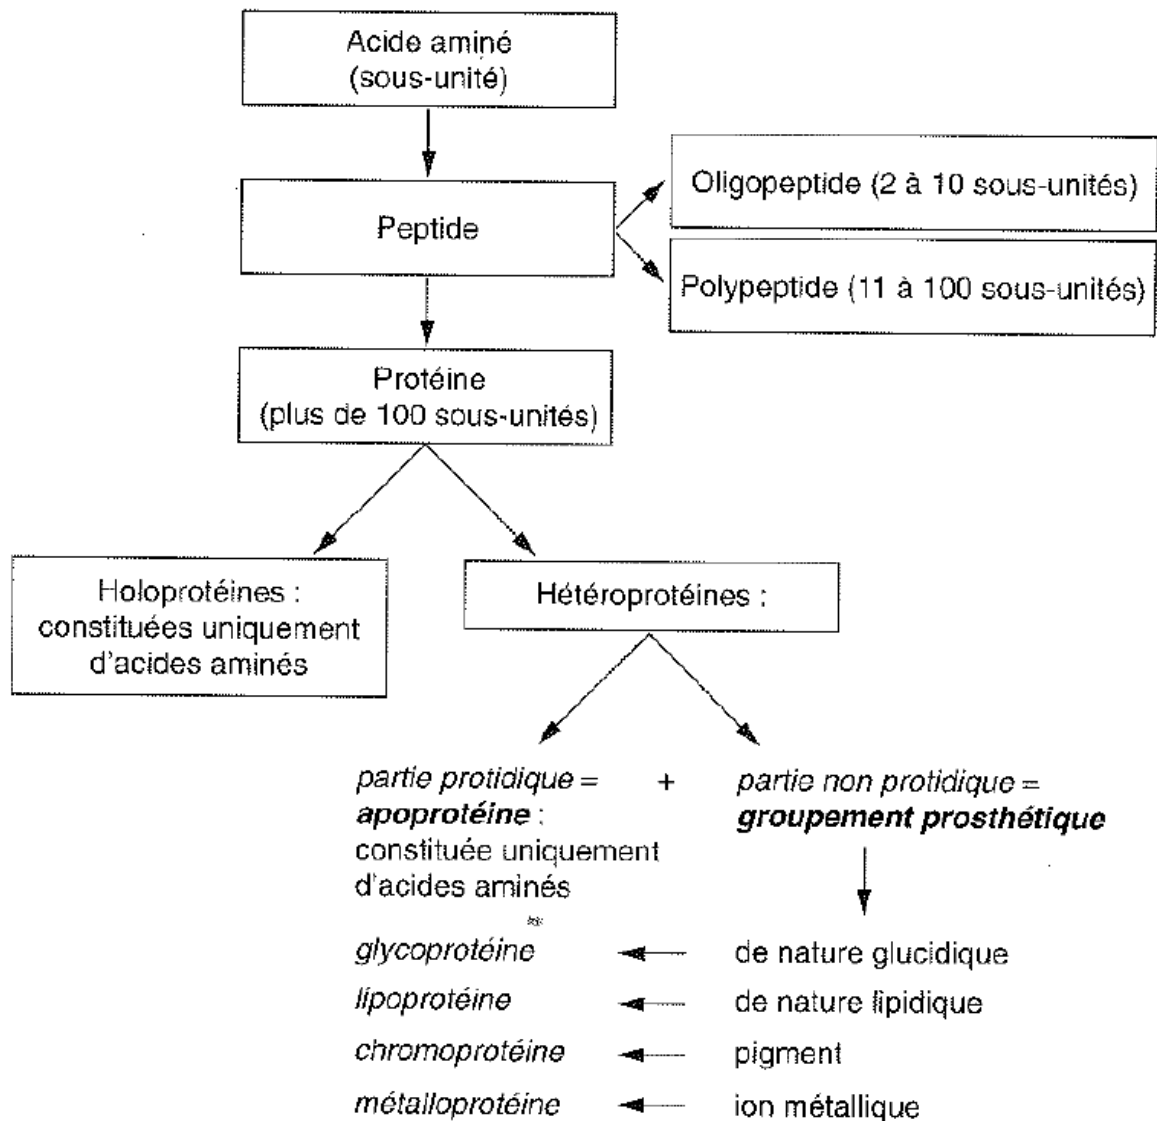 Acide aminé
(sous-unité)
Oligopeptide (2 à 10 sous-unités)
Peptide
Polypeptide (11 à 100 sous-unités)
Protéine
(plus de 100 sous-unités)
Holoprotéines :
constituées uniquement
d'acides aminés
Hétéroprotéines :
partie protidique = + partie non protidique =
apoprotéine : groupement prosthétique
constituée uniquement
d'acides aminés
glycoprotéine de nature glucidique
lipoprotéine de nature lipidique
chromoprotéine pigment
métalloprotéine ion métallique